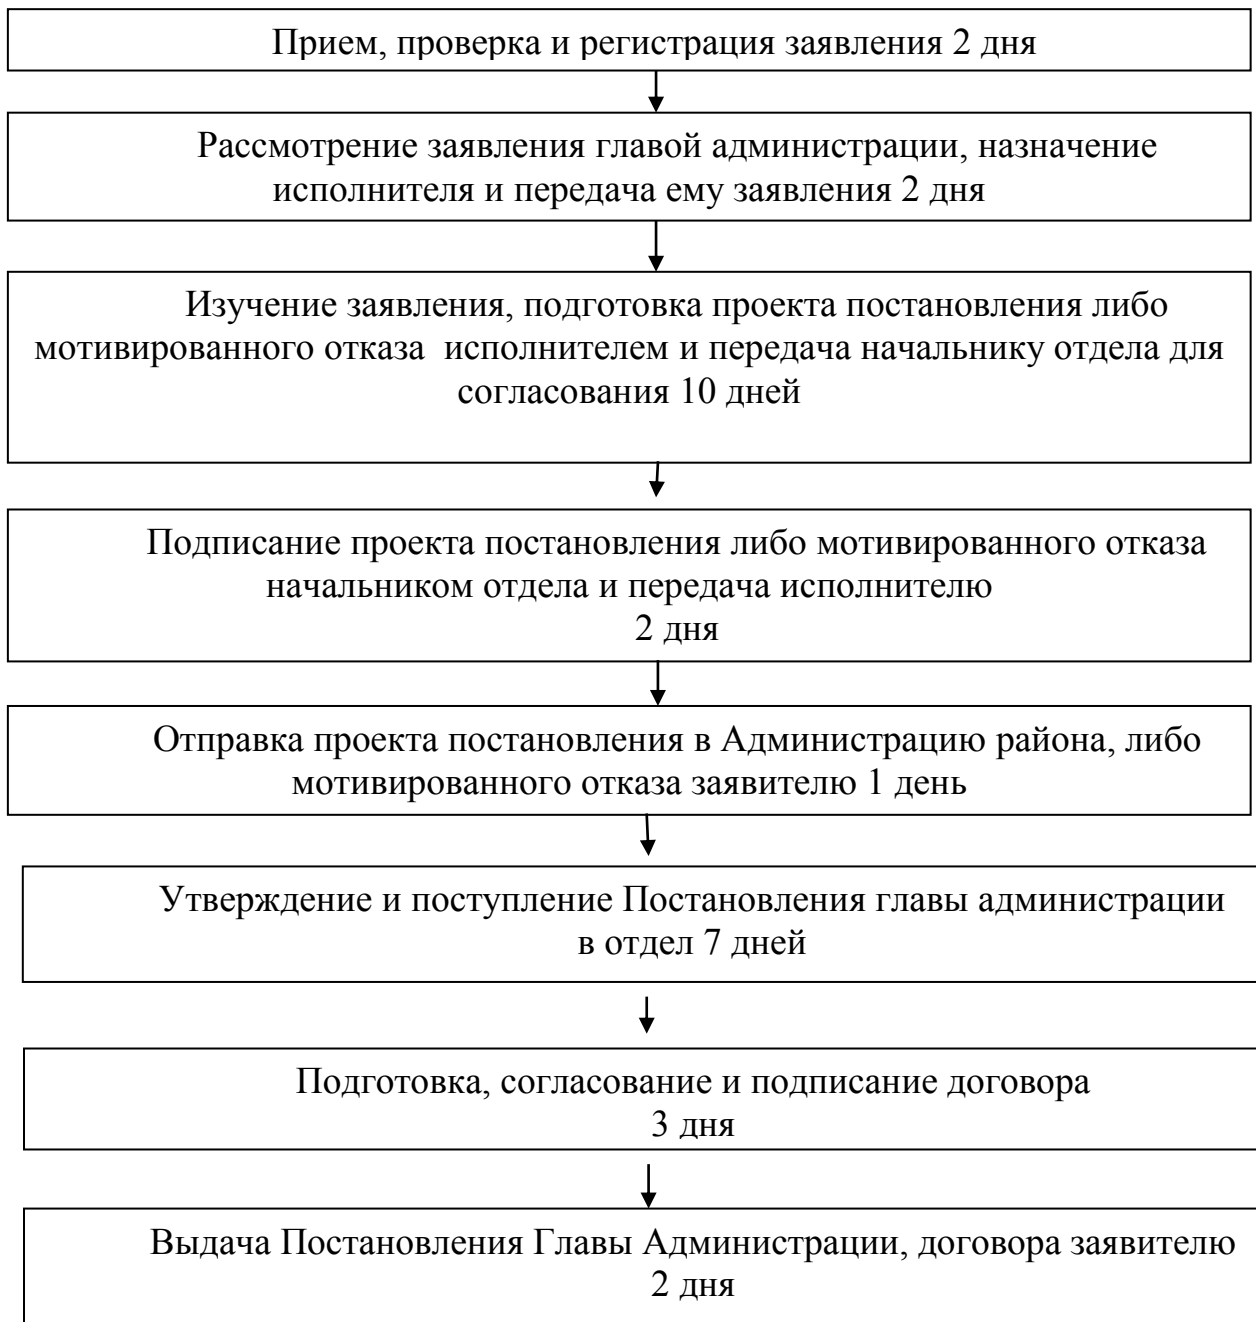 Прием, проверка и регистрация заявления 2 дня
Рассмотрение заявления главой администрации, назначение
исполнителя и передача ему заявления 2 дня
Изучение заявления, подготовка проекта постановления либо
мотивированного отказа  исполнителем и передача начальнику отдела для
согласования 10 дней
Подписание проекта постановления либо мотивированного отказа
начальником отдела и передача исполнителю
2 дня
Отправка проекта постановления в Администрацию района, либо
мотивированного отказа заявителю 1 день
Утверждение и поступление Постановления главы администрации
в отдел 7 дней
Подготовка, согласование и подписание договора
3 дня
Выдача Постановления Главы Администрации, договора заявителю
2 дня